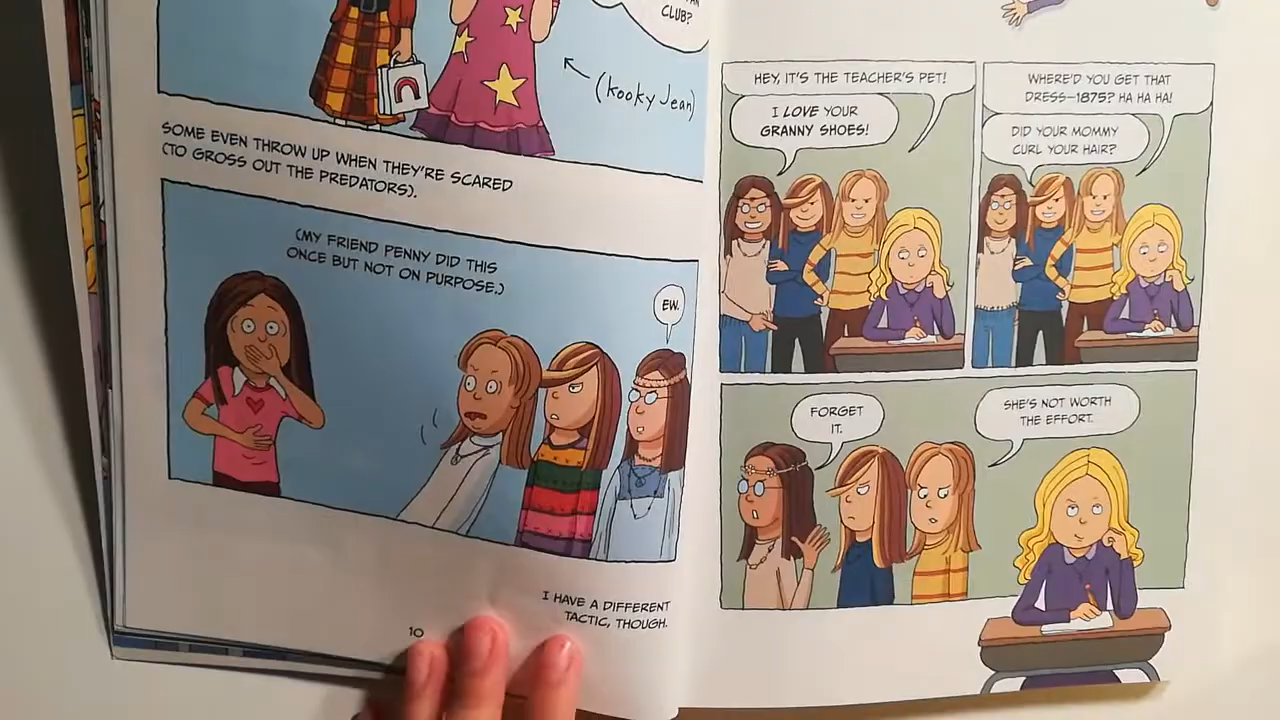 CLUB?
(kooky Jean)
SOME EVEN THROW UP WHEN THEY'RE SCARED
(TO GROSS OUT THE PREDATORS).
(MY FRIEND PENNY DID THIS
ONCE BUT NOT ON PURPOSE.)
EW.
I HAVE A DIFFERENT
TACTIC, THOUGH.
10
HEY, IT'S THE TEACHER'S PET!
I LOVE YOUR
GRANNY SHOES!
WHERE'D YOU GET THAT
DRESS—1875? HA HA HA!
DID YOUR MOMMY
CURL YOUR HAIR?
FORGET
IT.
SHE'S NOT WORTH
THE EFFORT.